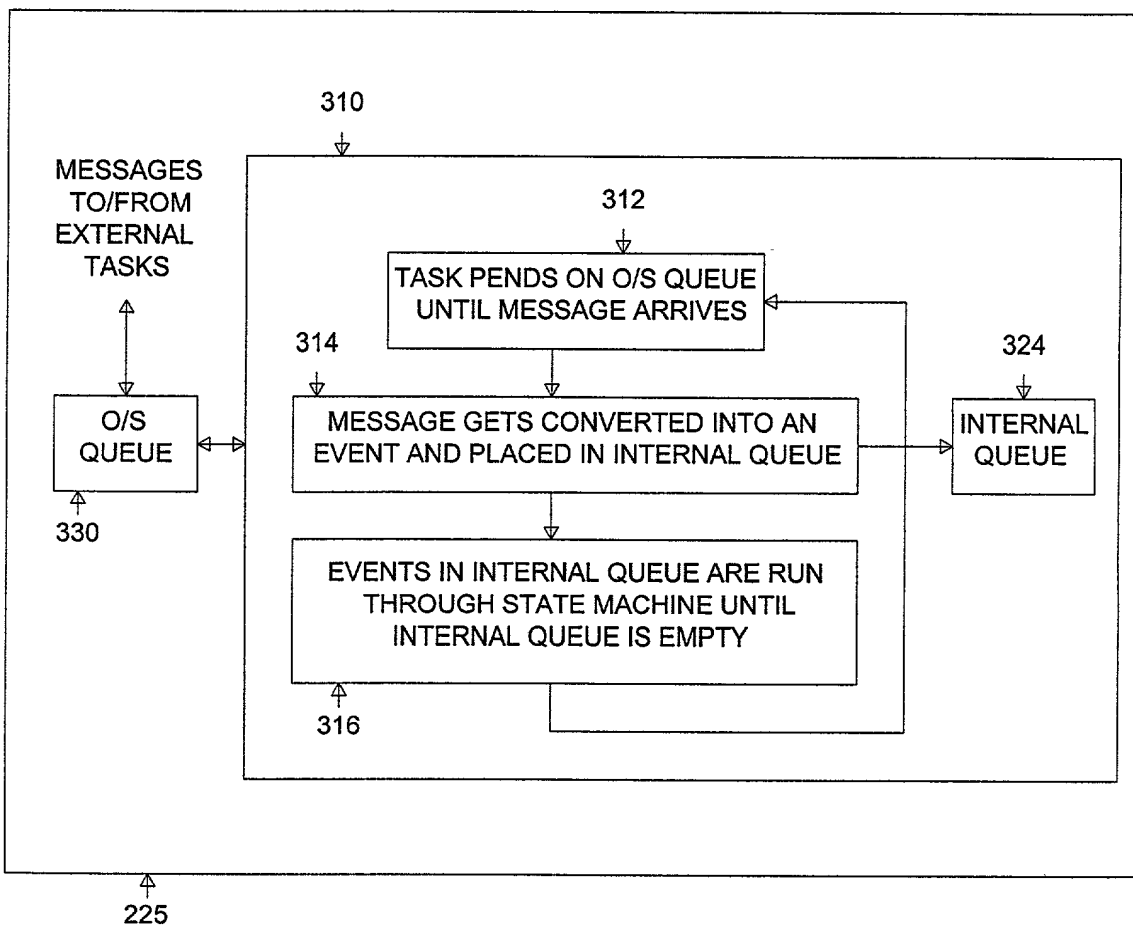 310
MESSAGES
TO/FROM
EXTERNAL
TASKS
312
TASK PENDS ON O/S QUEUE
UNTIL MESSAGE ARRIVES
314
324
O/S
QUEUE
MESSAGE GETS CONVERTED INTO AN
EVENT AND PLACED IN INTERNAL QUEUE
INTERNAL
QUEUE
330
EVENTS IN INTERNAL QUEUE ARE RUN
THROUGH STATE MACHINE UNTIL
INTERNAL QUEUE IS EMPTY
316
225